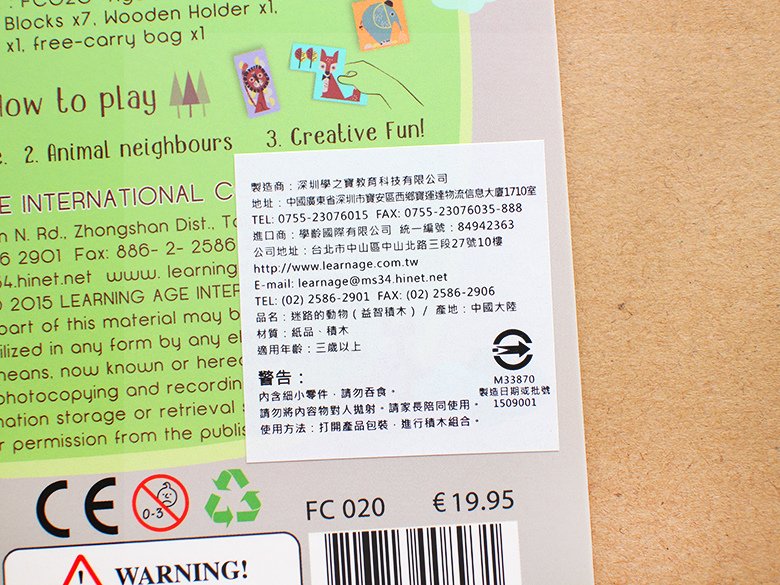 FC020
Blocks x7, Wooden Holder x1,
x1, free-carry bag x1
How to play
2. Animal neighbours
3. Creative Fun!
E INTERNATIONAL C
n N. Rd., Zhongshan Dist., Ta
6 2901 Fax: 886- 2- 2586
34.hinet.net www. learning
© 2015 LEARNING AGE INTER
part of this material may b
ilized in any form by any el
means, now known or herec
photocopying and recordin
mation storage or retrieval s
r permission from the publis
製造商：深圳學之寶教育科技有限公司
地址：中國廣東省深圳市寶安區西鄉寶運達物流信息大廈1710室
TEL: 0755-23076015 FAX: 0755-23076035-888
進口商：學齡國際有限公司 統一編號：84942363
公司地址：台北市中山區中山北路三段27號10樓
http://www.learnage.com.tw
E-mail: learnage@ms34.hinet.net
TEL: (02) 2586-2901 FAX: (02) 2586-2906
品名：迷路的動物（益智積木）/ 產地：中國大陸
材質：紙品、積木
適用年齡：三歲以上
M33870
製造日期或批號
1509001
警告：
內含細小零件，請勿吞食。
請勿將內容物對人拋射。請家長陪同使用。
使用方法：打開產品包裝，進行積木組合。
CE
0-3
FC 020
€ 19.95
WARNING!